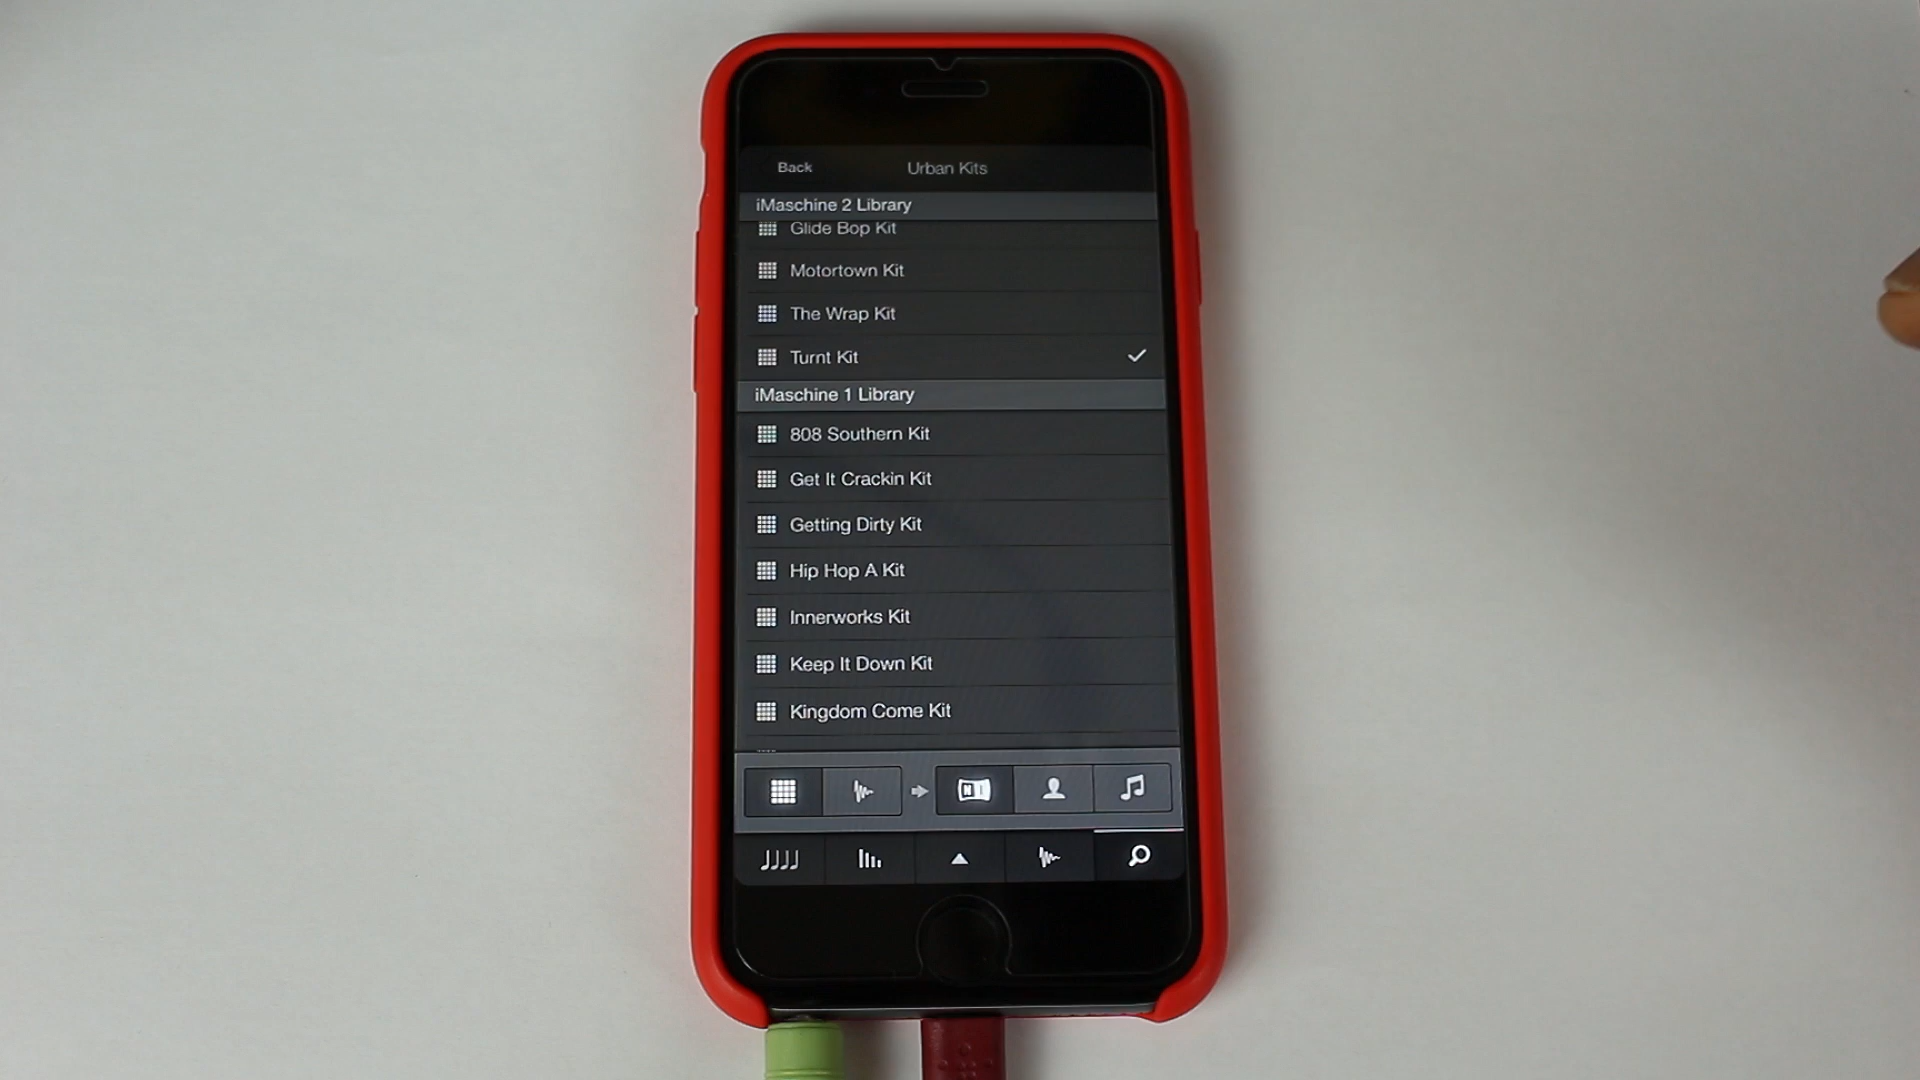 Back Urban Kits
iMaschine 2 Library
Glide Bop Kit
Motortown Kit
The Wrap Kit
Turnt Kit
iMaschine 1 Library
808 Southern Kit
Get It Crackin Kit
Getting Dirty Kit
Hip Hop A Kit
Innerworks Kit
Keep It Down Kit
Kingdom Come Kit
NI